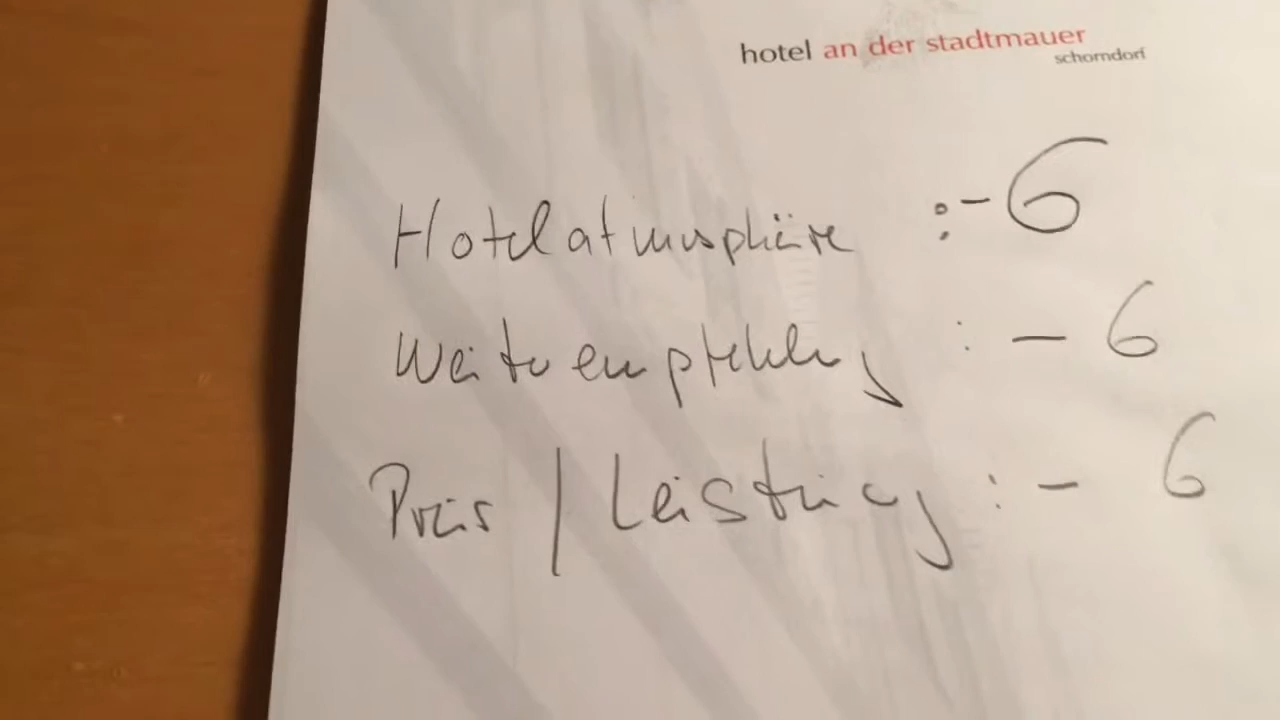 hotel an der stadtmauer
schorndorf
Hotelatmosphäre :- 6
Weiterempfehlung : - 6
Preis / Leistung : - 6